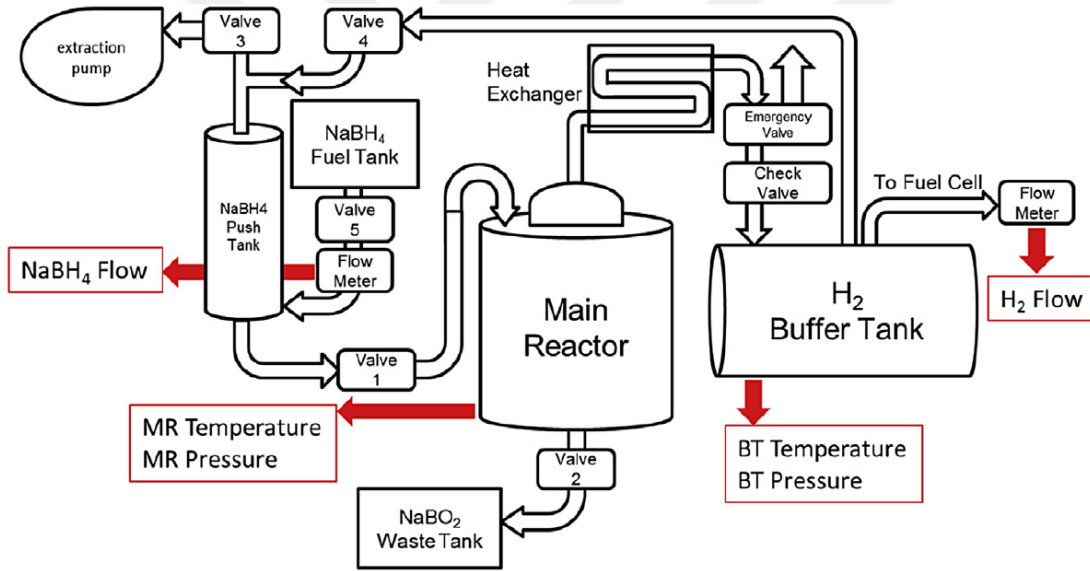 extraction
pump
Valve
3
Valve
4
Heat
Exchanger
Emergency
Valve
Check
Valve
NaBH₄
Fuel Tank
Valve
5
Flow
Meter
NaBH4
Push
Tank
NaBH₄ Flow
To Fuel Cell
Flow
Meter
H₂ Flow
Main
Reactor
H₂
Buffer Tank
Valve
1
MR Temperature
MR Pressure
BT Temperature
BT Pressure
Valve
2
NaBO₂
Waste Tank